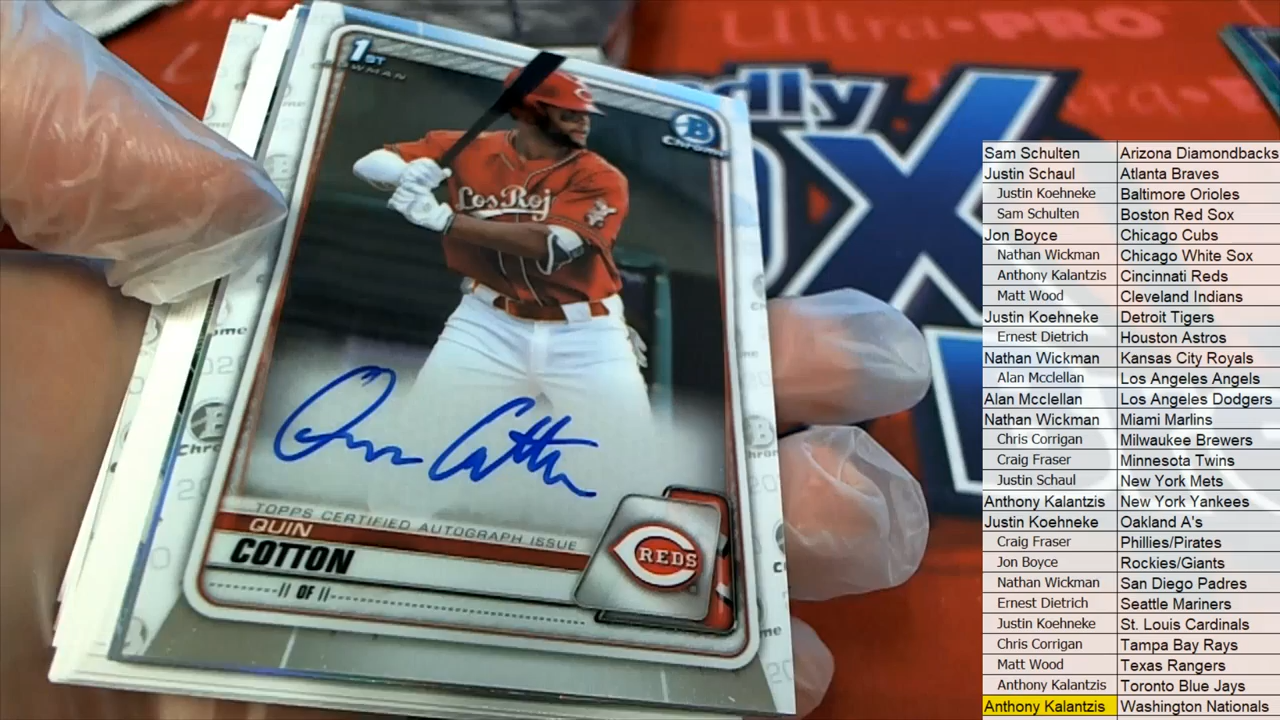 Ultra-PRO
1ST
BOWMAN
B
Chrome
Los Roj
Quin Cotton
TOPPS CERTIFIED AUTOGRAPH ISSUE
QUIN
COTTON
OF
REDS
Sam Schulten Arizona Diamondbacks
Justin Schaul Atlanta Braves
Justin Koehneke Baltimore Orioles
Sam Schulten Boston Red Sox
Jon Boyce Chicago Cubs
Nathan Wickman Chicago White Sox
Anthony Kalantzis Cincinnati Reds
Matt Wood Cleveland Indians
Justin Koehneke Detroit Tigers
Ernest Dietrich Houston Astros
Nathan Wickman Kansas City Royals
Alan Mcclellan Los Angeles Angels
Alan Mcclellan Los Angeles Dodgers
Nathan Wickman Miami Marlins
Chris Corrigan Milwaukee Brewers
Craig Fraser Minnesota Twins
Justin Schaul New York Mets
Anthony Kalantzis New York Yankees
Justin Koehneke Oakland A's
Craig Fraser Phillies/Pirates
Jon Boyce Rockies/Giants
Nathan Wickman San Diego Padres
Ernest Dietrich Seattle Mariners
Justin Koehneke St. Louis Cardinals
Chris Corrigan Tampa Bay Rays
Matt Wood Texas Rangers
Anthony Kalantzis Toronto Blue Jays
Anthony Kalantzis Washington Nationals